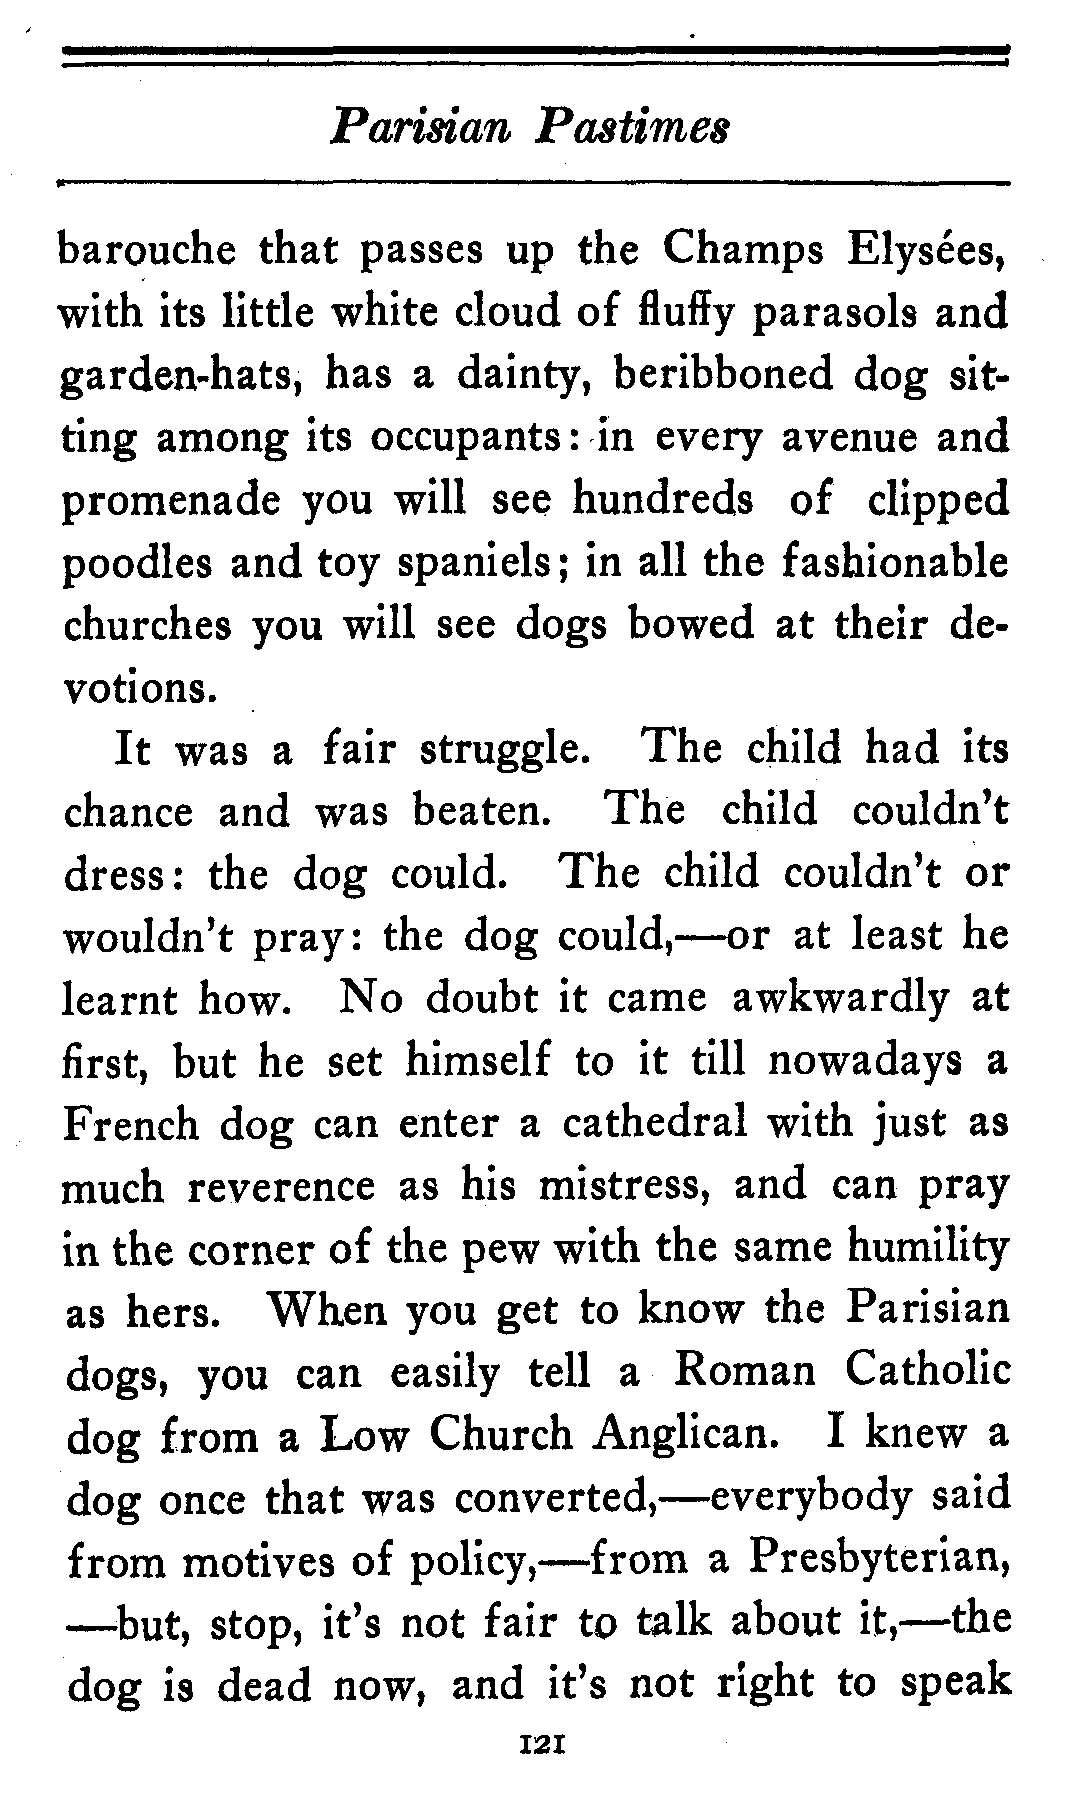 Parisian Pastimes
barouche that passes up the Champs Elysées,
with its little white cloud of fluffy parasols and
garden-hats, has a dainty, beribboned dog sit-
ting among its occupants: in every avenue and
promenade you will see hundreds of clipped
poodles and toy spaniels; in all the fashionable
churches you will see dogs bowed at their de-
votions.
It was a fair struggle. The child had its
chance and was beaten. The child couldn't
dress: the dog could. The child couldn't or
wouldn't pray: the dog could,—or at least he
learnt how. No doubt it came awkwardly at
first, but he set himself to it till nowadays a
French dog can enter a cathedral with just as
much reverence as his mistress, and can pray
in the corner of the pew with the same humility
as hers. When you get to know the Parisian
dogs, you can easily tell a Roman Catholic
dog from a Low Church Anglican. I knew a
dog once that was converted,—everybody said
from motives of policy,—from a Presbyterian,
—but, stop, it's not fair to talk about it,—the
dog is dead now, and it's not right to speak
121